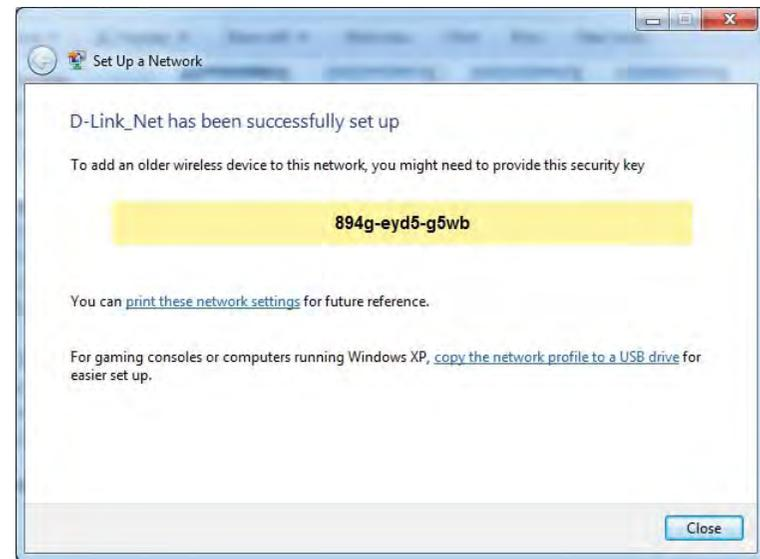 Set Up a Network
D-Link_Net has been successfully set up
To add an older wireless device to this network, you might need to provide this security key
894g-eyd5-g5wb
You can print these network settings for future reference.
For gaming consoles or computers running Windows XP, copy the network profile to a USB drive for
easier set up.
Close